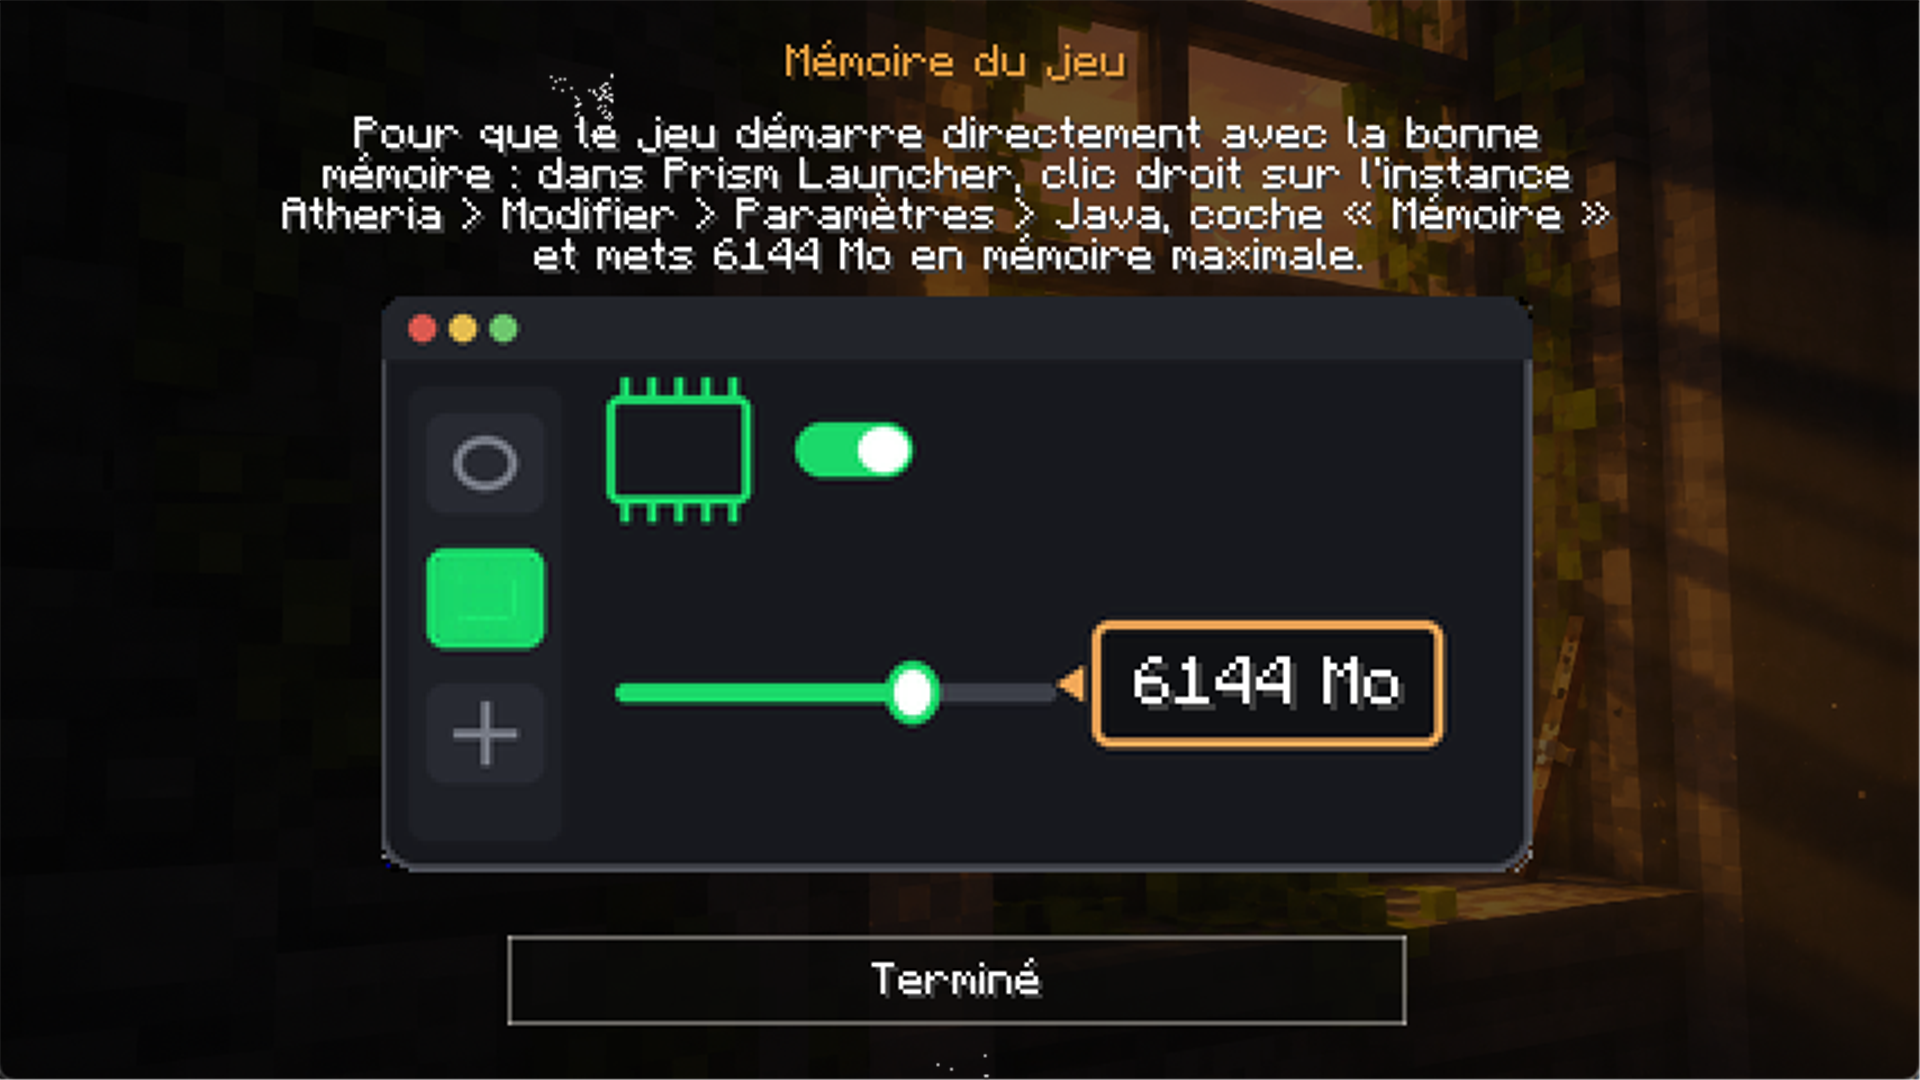 Mémoire du jeu
Pour que le jeu démarre directement avec la bonne
mémoire : dans Prism Launcher, clic droit sur l'instance
Atheria > Modifier > Paramètres > Java, coche « Mémoire »
et mets 6144 Mo en mémoire maximale.
6144 Mo
Terminé